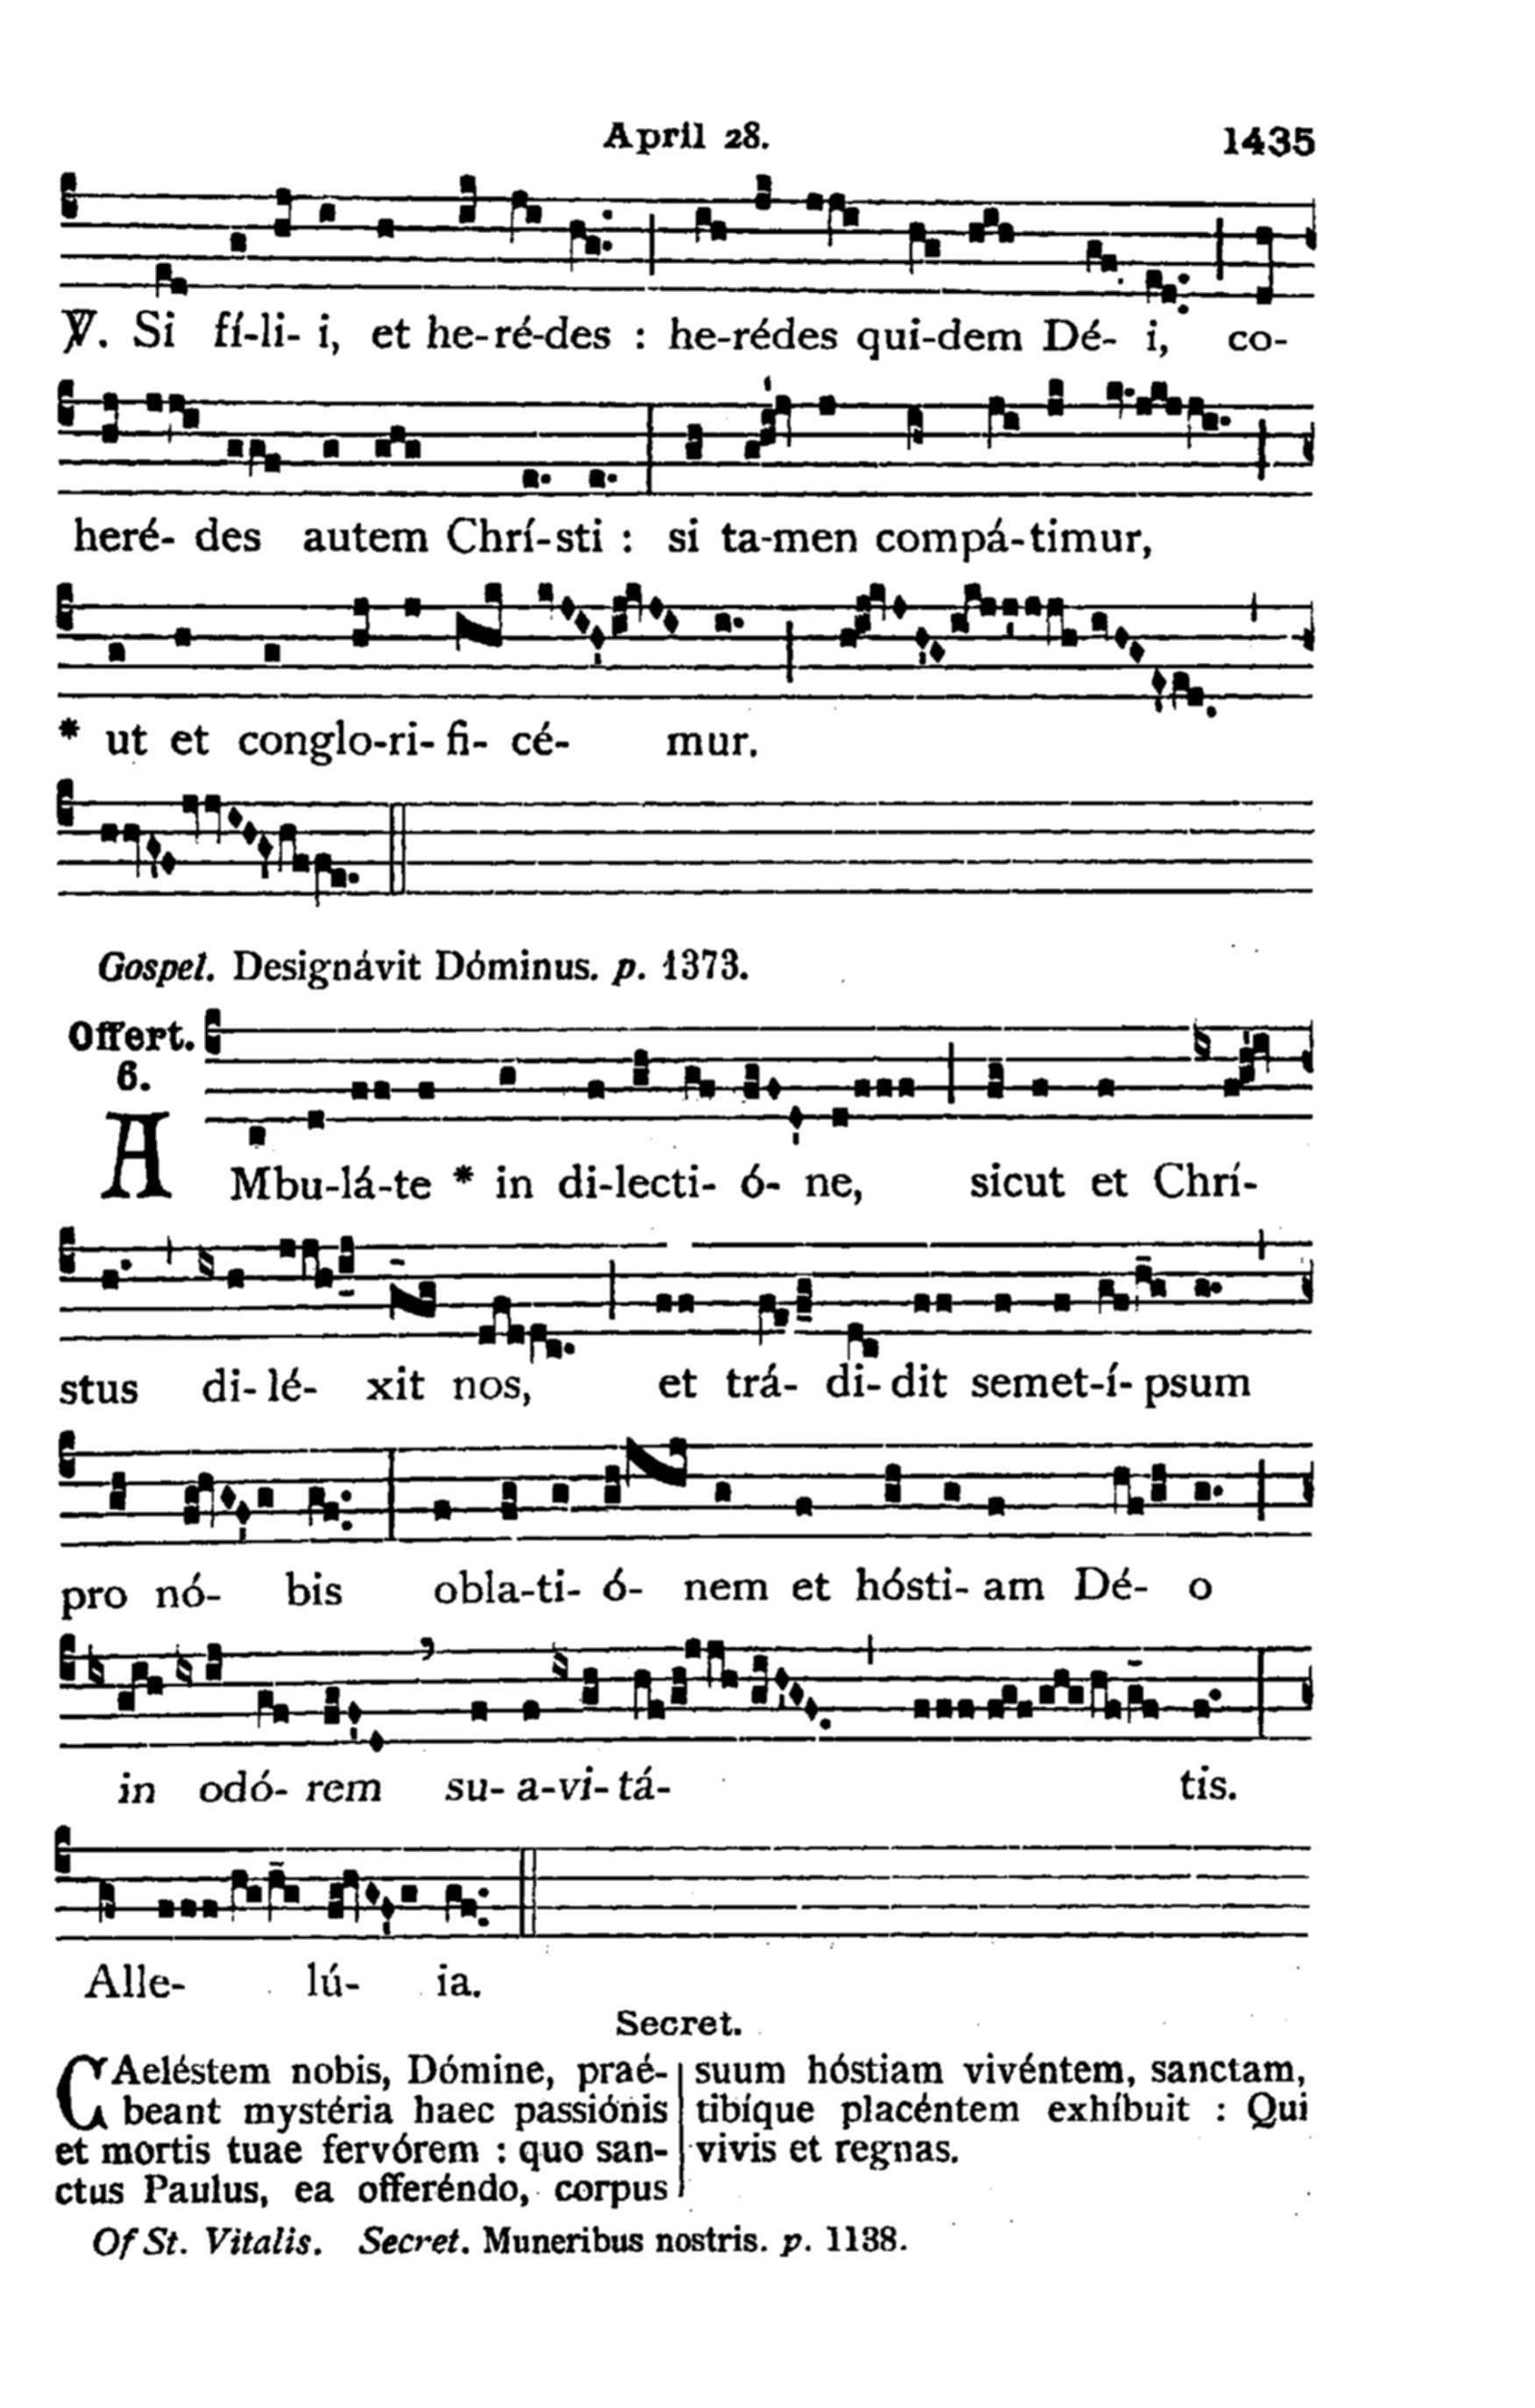 April 28. 1435
℣. Si fí-li- i, et he-ré-des : he-rédes qui-dem Dé- i, co-
heré- des autem Chrí-sti : si ta-men compá-timur,
* ut et conglo-ri- fi- cé- mur.
Gospel. Designávit Dóminus. p. 1373.
Offert.
6.
AMbu-lá-te * in di-lecti- ó- ne, sicut et Chrí-
stus di- lé- xit nos, et trá- di- dit semet-í- psum
pro nó- bis obla-ti- ó- nem et hósti- am Dé- o
in odó- rem su- a-vi- tá- tis.
Alle- lú- ia.
Secret.
CAeléstem nobis, Dómine, praé-
beant mystéria haec passiónis
et mortis tuae fervórem : quo san-
ctus Paulus, ea offeréndo, corpus
suum hóstiam vivéntem, sanctam,
tibíque placéntem exhíbuit : Qui
vivis et regnas.
Of St. Vitalis. Secret. Muneribus nostris. p. 1138.